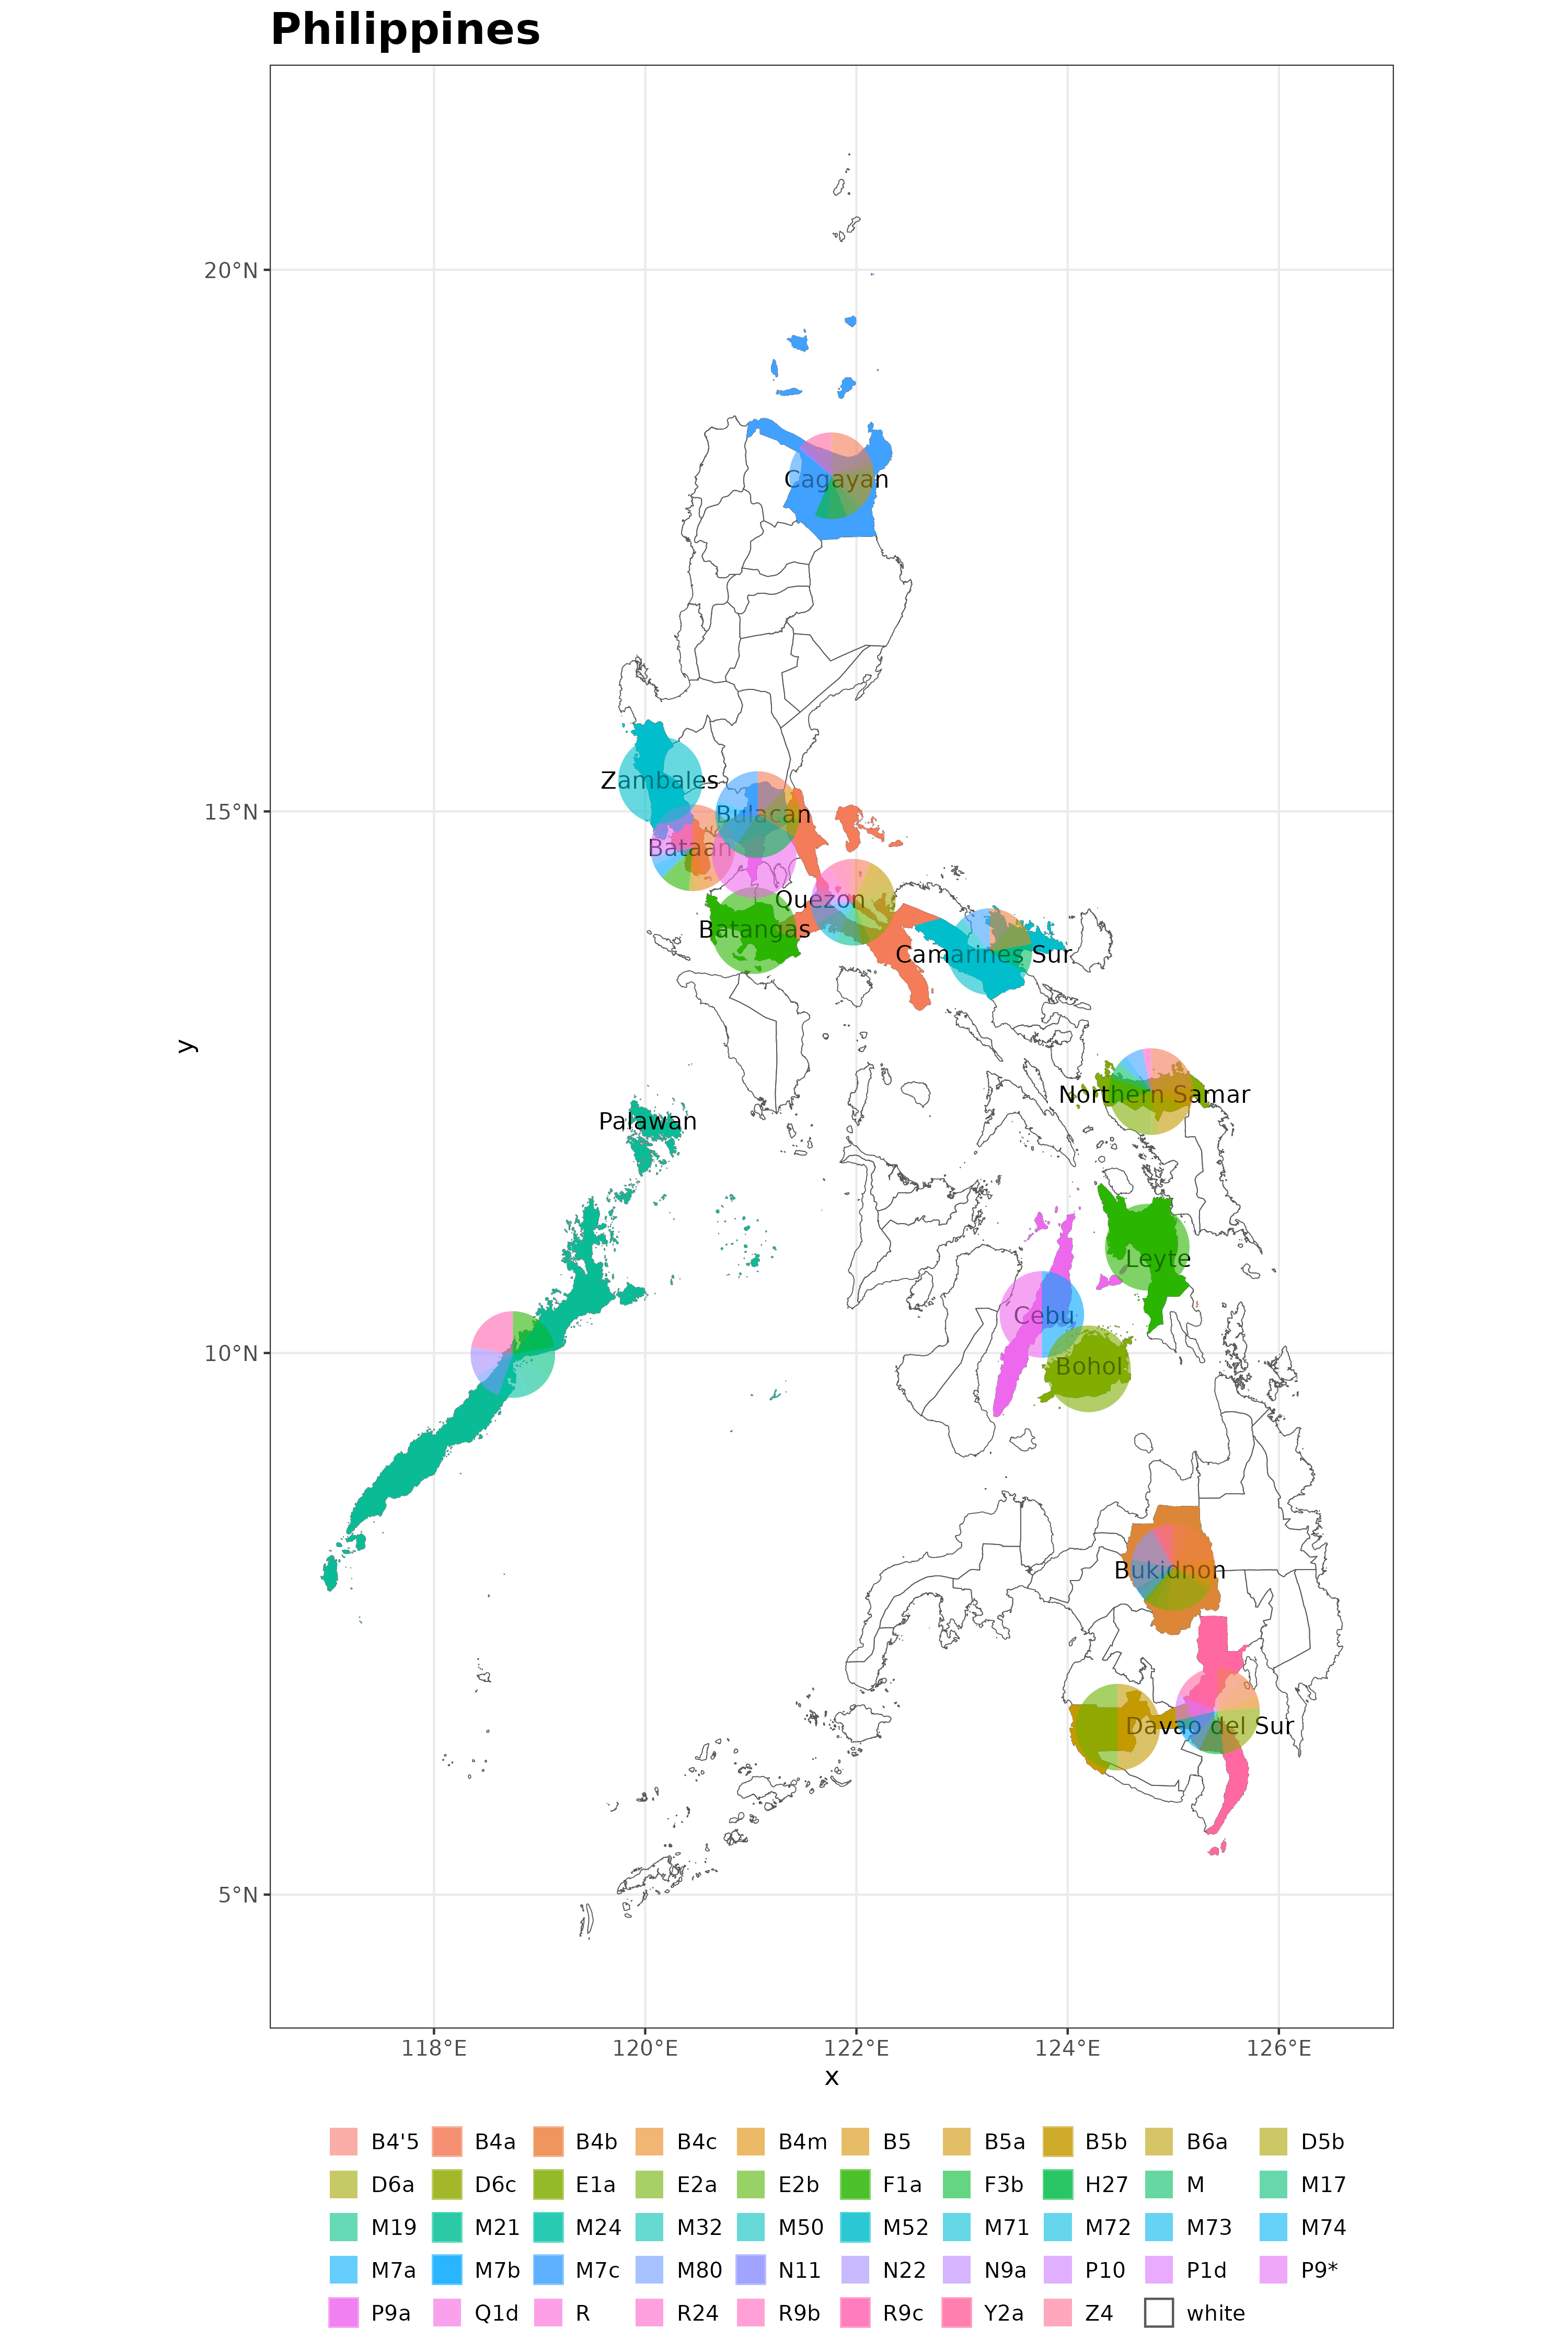 Philippines
20°N
Cagayan
Zambales
Bulacan
15°N
Bataan
Quezon
Batangas
Camarines Sur
y
Northern Samar
Palawan
Leyte
Cebu
10°N
Bohol
Bukidnon
Davao del Sur
5°N
118°E 120°E 122°E 124°E 126°E
x
B4'5 B4a B4b B4c B4m B5 B5a B5b B6a D5b
D6a D6c E1a E2a E2b F1a F3b H27 M M17
M19 M21 M24 M32 M50 M52 M71 M72 M73 M74
M7a M7b M7c M80 N11 N22 N9a P10 P1d P9*
P9a Q1d R R24 R9b R9c Y2a Z4 white